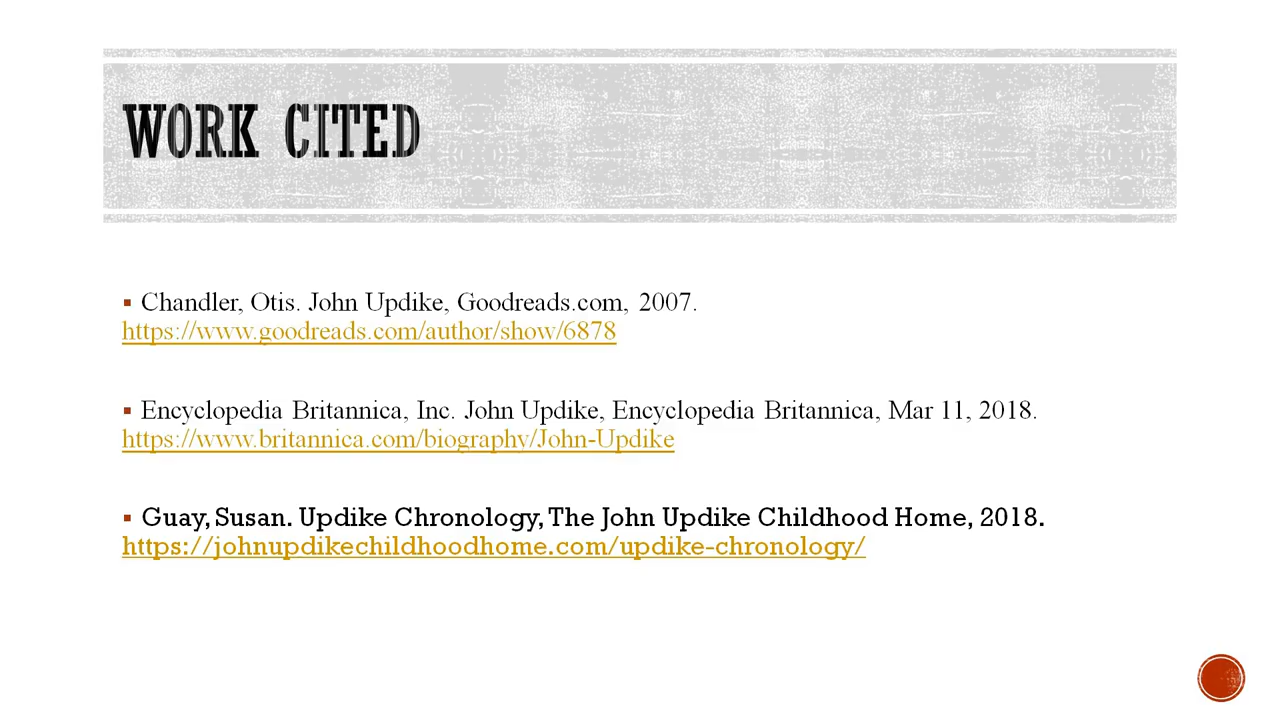 WORK CITED
▪ Chandler, Otis. John Updike, Goodreads.com, 2007.
https://www.goodreads.com/author/show/6878
▪ Encyclopedia Britannica, Inc. John Updike, Encyclopedia Britannica, Mar 11, 2018.
https://www.britannica.com/biography/John-Updike
▪ Guay, Susan. Updike Chronology, The John Updike Childhood Home, 2018.
https://johnupdikechildhoodhome.com/updike-chronology/